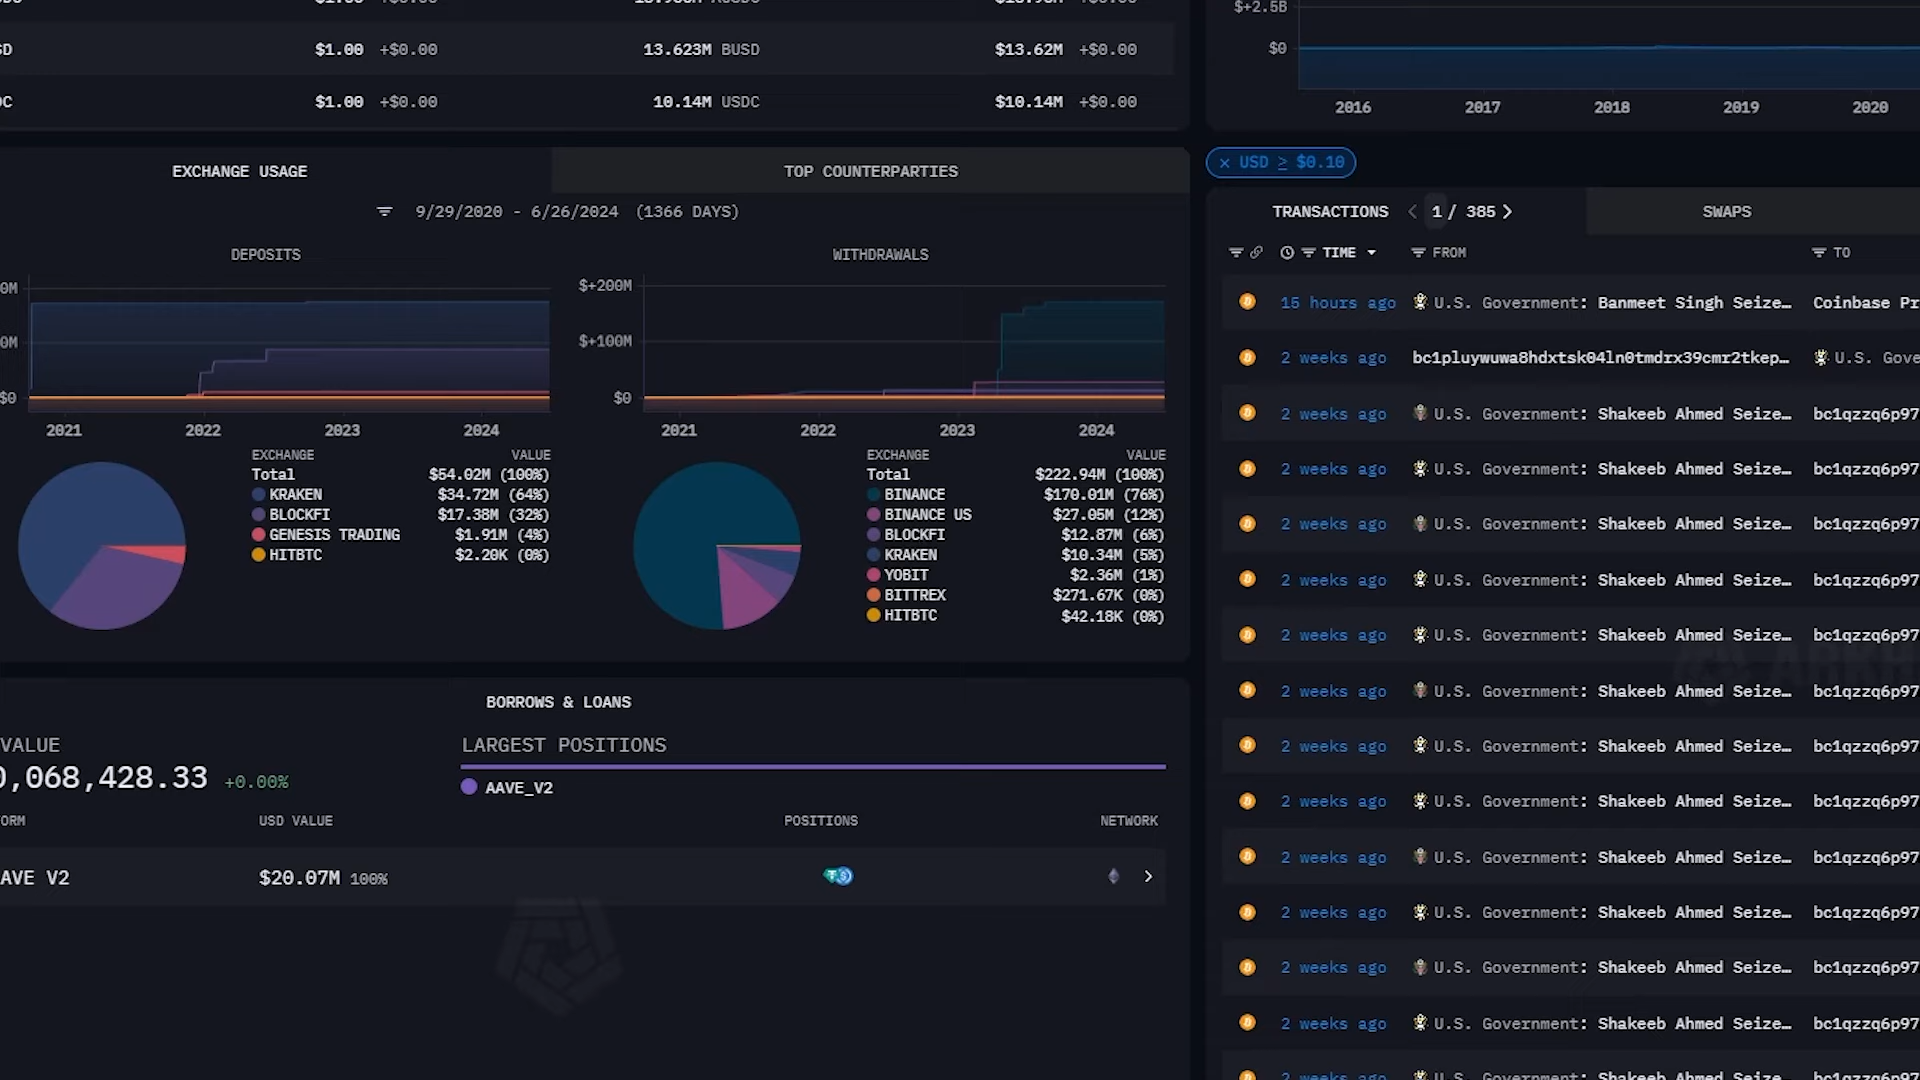 $+2.5B
$1.00 +$0.00 13.623M BUSD $13.62M +$0.00
$0
$1.00 +$0.00 10.14M USDC $10.14M +$0.00
2016 2017 2018 2019 2020
EXCHANGE USAGE TOP COUNTERPARTIES
× USD ≥ $0.10
9/29/2020 - 6/26/2024 (1366 DAYS)
TRANSACTIONS < 1 / 385 > SWAPS
DEPOSITS WITHDRAWALS
TIME FROM TO
$+200M
$+100M
$0 $0
2021 2022 2023 2024
2021 2022 2023 2024
EXCHANGE VALUE
Total $54.02M (100%)
KRAKEN $34.72M (64%)
BLOCKFI $17.38M (32%)
GENESIS TRADING $1.91M (4%)
HITBTC $2.20K (0%)
EXCHANGE VALUE
Total $222.94M (100%)
BINANCE $170.01M (76%)
BINANCE US $27.05M (12%)
BLOCKFI $12.87M (6%)
KRAKEN $10.34M (5%)
YOBIT $2.36M (1%)
BITTREX $271.67K (0%)
HITBTC $42.18K (0%)
BORROWS & LOANS
VALUE
0,068,428.33 +0.00%
LARGEST POSITIONS
AAVE_V2
ORM USD VALUE POSITIONS NETWORK
AVE V2 $20.07M 100%
15 hours ago U.S. Government: Banmeet Singh Seize… Coinbase Pr
2 weeks ago bc1pluywuwa8hdxtsk04ln0tmdrx39cmr2tkep… U.S. Gove
2 weeks ago U.S. Government: Shakeeb Ahmed Seize… bc1qzzq6p97
2 weeks ago U.S. Government: Shakeeb Ahmed Seize… bc1qzzq6p97
2 weeks ago U.S. Government: Shakeeb Ahmed Seize… bc1qzzq6p97
2 weeks ago U.S. Government: Shakeeb Ahmed Seize… bc1qzzq6p97
2 weeks ago U.S. Government: Shakeeb Ahmed Seize… bc1qzzq6p97
2 weeks ago U.S. Government: Shakeeb Ahmed Seize… bc1qzzq6p97
2 weeks ago U.S. Government: Shakeeb Ahmed Seize… bc1qzzq6p97
2 weeks ago U.S. Government: Shakeeb Ahmed Seize… bc1qzzq6p97
2 weeks ago U.S. Government: Shakeeb Ahmed Seize… bc1qzzq6p97
2 weeks ago U.S. Government: Shakeeb Ahmed Seize… bc1qzzq6p97
2 weeks ago U.S. Government: Shakeeb Ahmed Seize… bc1qzzq6p97
2 weeks ago U.S. Government: Shakeeb Ahmed Seize… bc1qzzq6p97